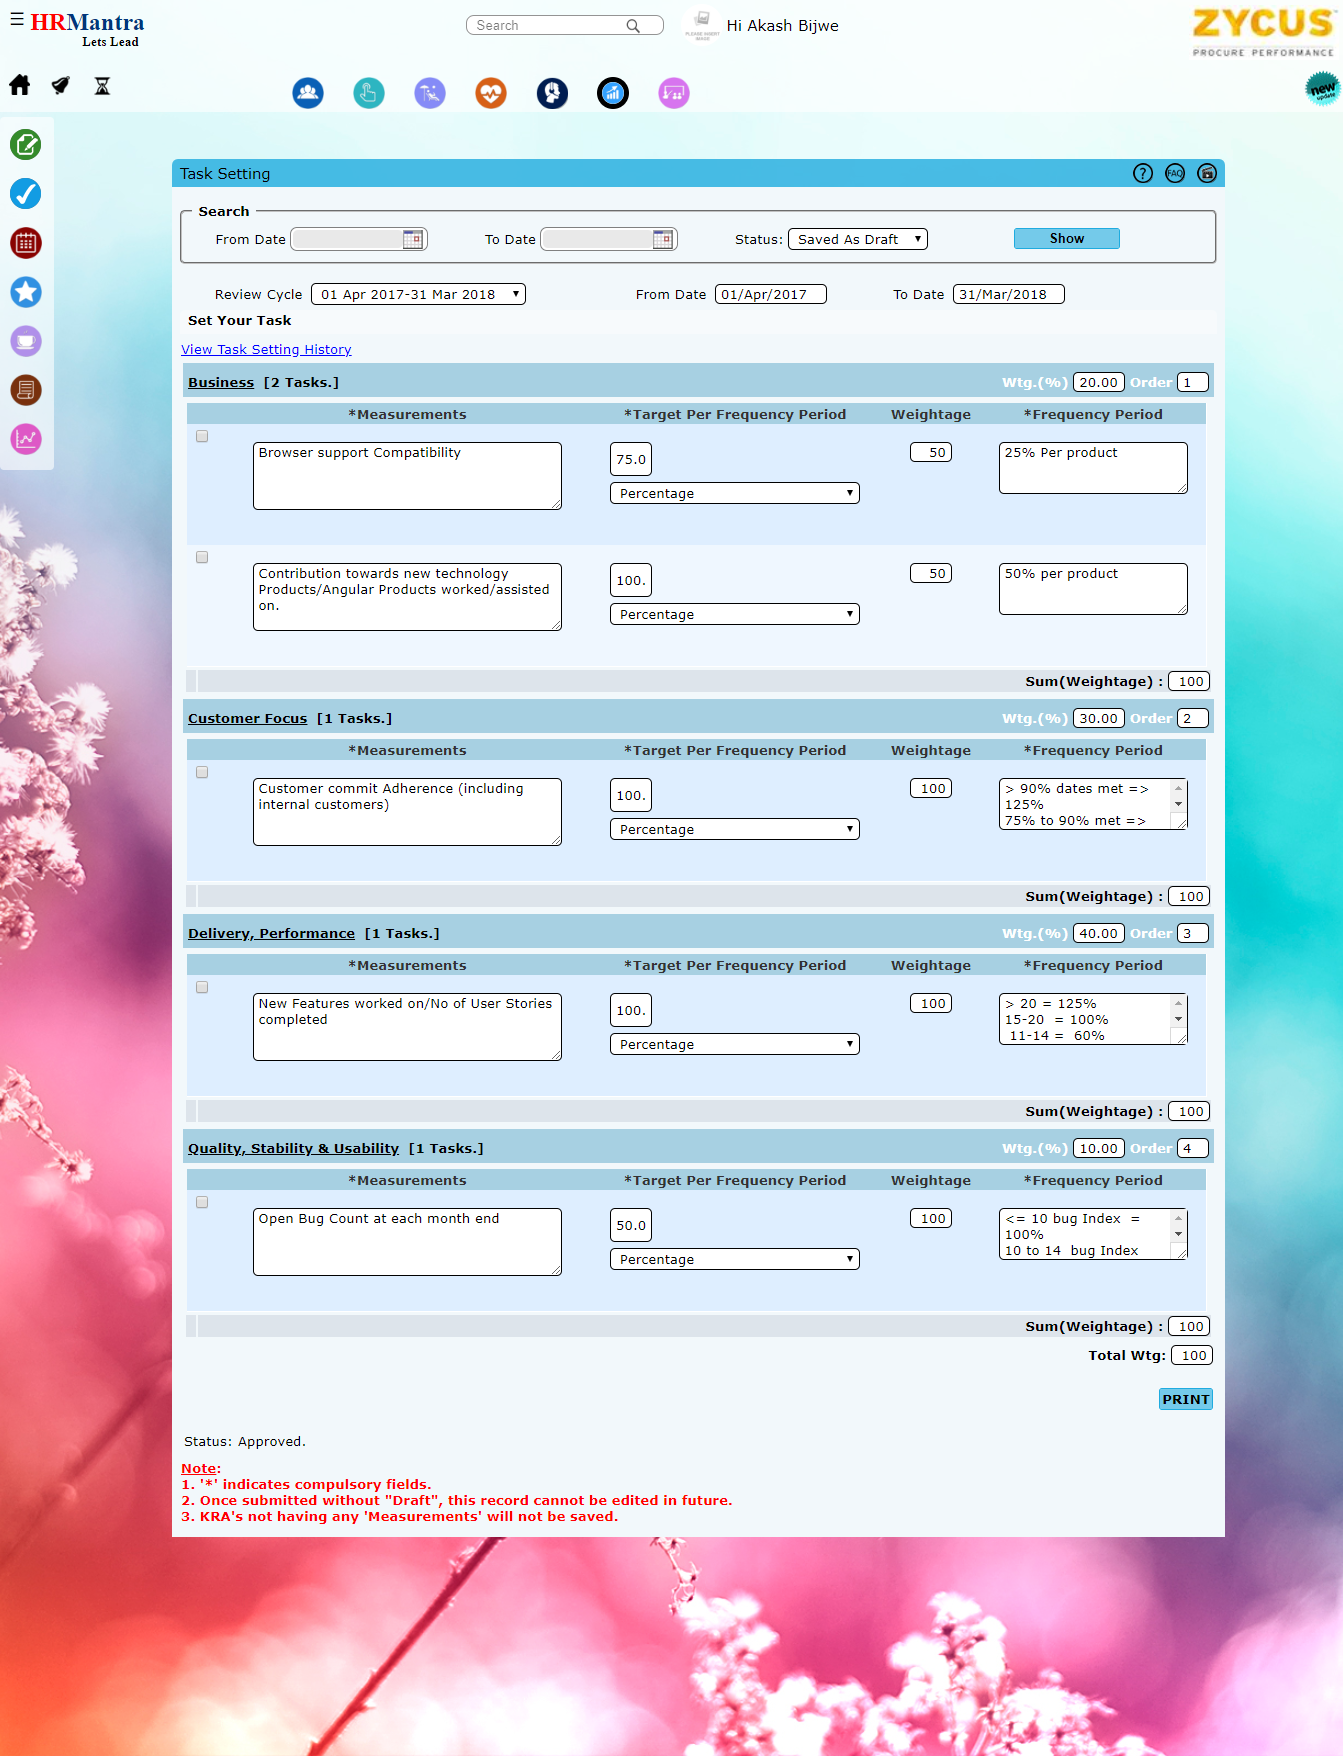 ☰ HRMantra
Lets Lead
Search
PLEASE INSERT
IMAGE
Hi Akash Bijwe
ZYCUS
PROCURE PERFORMANCE
new
update
Task Setting
? FAQ
Search
From Date To Date Status: Saved As Draft Show
Review Cycle 01 Apr 2017-31 Mar 2018 From Date 01/Apr/2017 To Date 31/Mar/2018
Set Your Task
View Task Setting History
Business [2 Tasks.] Wtg.(%) 20.00 Order 1
*Measurements *Target Per Frequency Period Weightage *Frequency Period
Browser support Compatibility 75.0 50 25% Per product
Percentage
Contribution towards new technology 100. 50 50% per product
Products/Angular Products worked/assisted
on.
Percentage
Sum(Weightage) : 100
Customer Focus [1 Tasks.] Wtg.(%) 30.00 Order 2
*Measurements *Target Per Frequency Period Weightage *Frequency Period
Customer commit Adherence (including 100. 100 > 90% dates met =>
internal customers) 125%
Percentage 75% to 90% met =>
Sum(Weightage) : 100
Delivery, Performance [1 Tasks.] Wtg.(%) 40.00 Order 3
*Measurements *Target Per Frequency Period Weightage *Frequency Period
New Features worked on/No of User Stories 100. 100 > 20 = 125%
completed 15-20 = 100%
Percentage 11-14 = 60%
Sum(Weightage) : 100
Quality, Stability & Usability [1 Tasks.] Wtg.(%) 10.00 Order 4
*Measurements *Target Per Frequency Period Weightage *Frequency Period
Open Bug Count at each month end 50.0 100 <= 10 bug Index =
100%
Percentage 10 to 14 bug Index
Sum(Weightage) : 100
Total Wtg: 100
PRINT
Status: Approved.
Note:
1. '*' indicates compulsory fields.
2. Once submitted without "Draft", this record cannot be edited in future.
3. KRA's not having any 'Measurements' will not be saved.